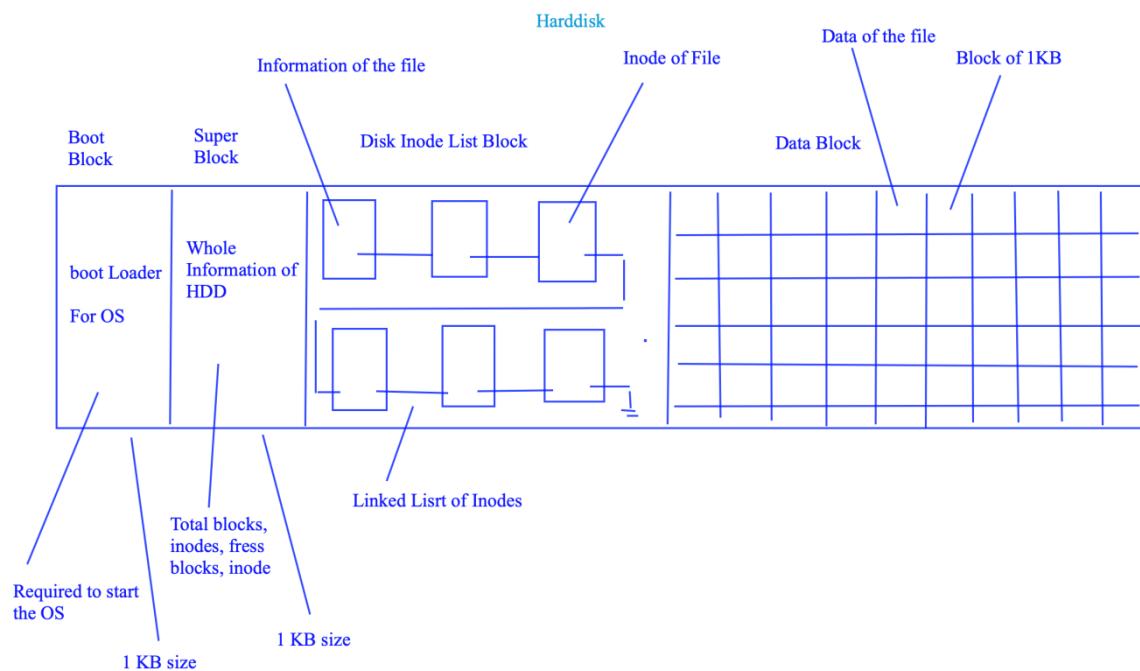 Harddisk
Data of the file
Information of the file
Inode of File
Block of 1KB
Boot
Block
Super
Block
Disk Inode List Block
Data Block
boot Loader
For OS
Whole
Information of
HDD
Linked Lisrt of Inodes
Total blocks,
inodes, fress
blocks, inode
Required to start
the OS
1 KB size
1 KB size